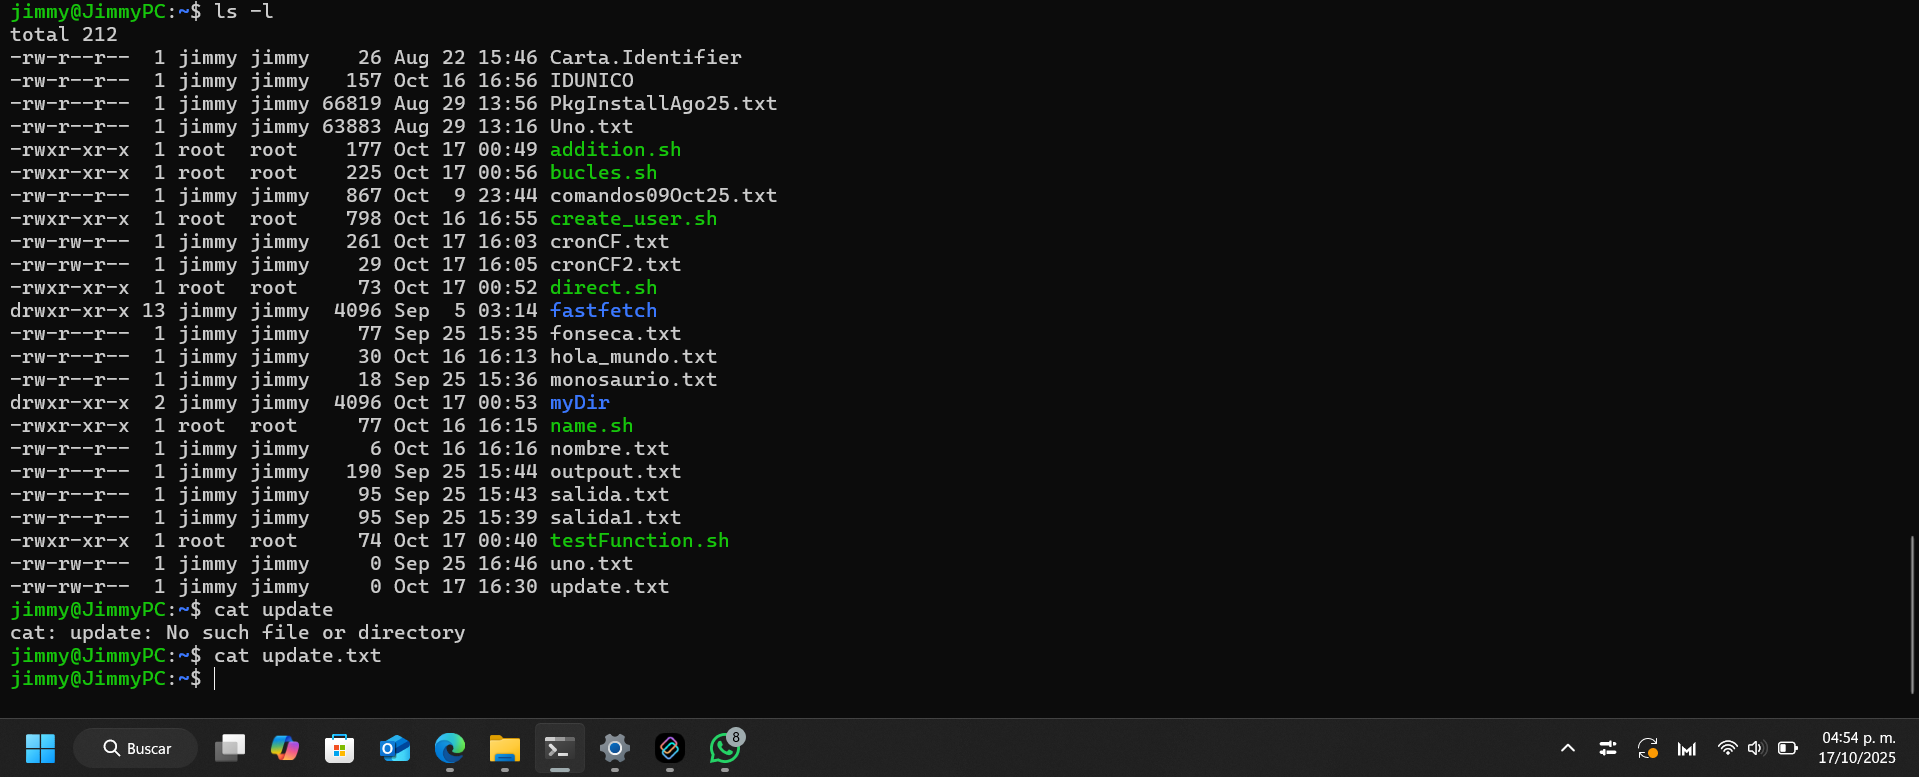 jimmy@JimmyPC:~$ ls -l
total 212
-rw-r--r--  1 jimmy jimmy    26 Aug 22 15:46 Carta.Identifier
-rw-r--r--  1 jimmy jimmy   157 Oct 16 16:56 IDUNICO
-rw-r--r--  1 jimmy jimmy 66819 Aug 29 13:56 PkgInstallAgo25.txt
-rw-r--r--  1 jimmy jimmy 63883 Aug 29 13:16 Uno.txt
-rwxr-xr-x  1 root  root    177 Oct 17 00:49 addition.sh
-rwxr-xr-x  1 root  root    225 Oct 17 00:56 bucles.sh
-rw-r--r--  1 jimmy jimmy   867 Oct  9 23:44 comandos09Oct25.txt
-rwxr-xr-x  1 root  root    798 Oct 16 16:55 create_user.sh
-rw-rw-r--  1 jimmy jimmy   261 Oct 17 16:03 cronCF.txt
-rw-rw-r--  1 jimmy jimmy    29 Oct 17 16:05 cronCF2.txt
-rwxr-xr-x  1 root  root     73 Oct 17 00:52 direct.sh
drwxr-xr-x 13 jimmy jimmy  4096 Sep  5 03:14 fastfetch
-rw-r--r--  1 jimmy jimmy    77 Sep 25 15:35 fonseca.txt
-rw-r--r--  1 jimmy jimmy    30 Oct 16 16:13 hola_mundo.txt
-rw-r--r--  1 jimmy jimmy    18 Sep 25 15:36 monosaurio.txt
drwxr-xr-x  2 jimmy jimmy  4096 Oct 17 00:53 myDir
-rwxr-xr-x  1 root  root     77 Oct 16 16:15 name.sh
-rw-r--r--  1 jimmy jimmy     6 Oct 16 16:16 nombre.txt
-rw-r--r--  1 jimmy jimmy   190 Sep 25 15:44 outpout.txt
-rw-r--r--  1 jimmy jimmy    95 Sep 25 15:43 salida.txt
-rw-r--r--  1 jimmy jimmy    95 Sep 25 15:39 salida1.txt
-rwxr-xr-x  1 root  root     74 Oct 17 00:40 testFunction.sh
-rw-rw-r--  1 jimmy jimmy     0 Sep 25 16:46 uno.txt
-rw-rw-r--  1 jimmy jimmy     0 Oct 17 16:30 update.txt
jimmy@JimmyPC:~$ cat update
cat: update: No such file or directory
jimmy@JimmyPC:~$ cat update.txt
jimmy@JimmyPC:~$
Buscar
8
04:54 p. m.
17/10/2025